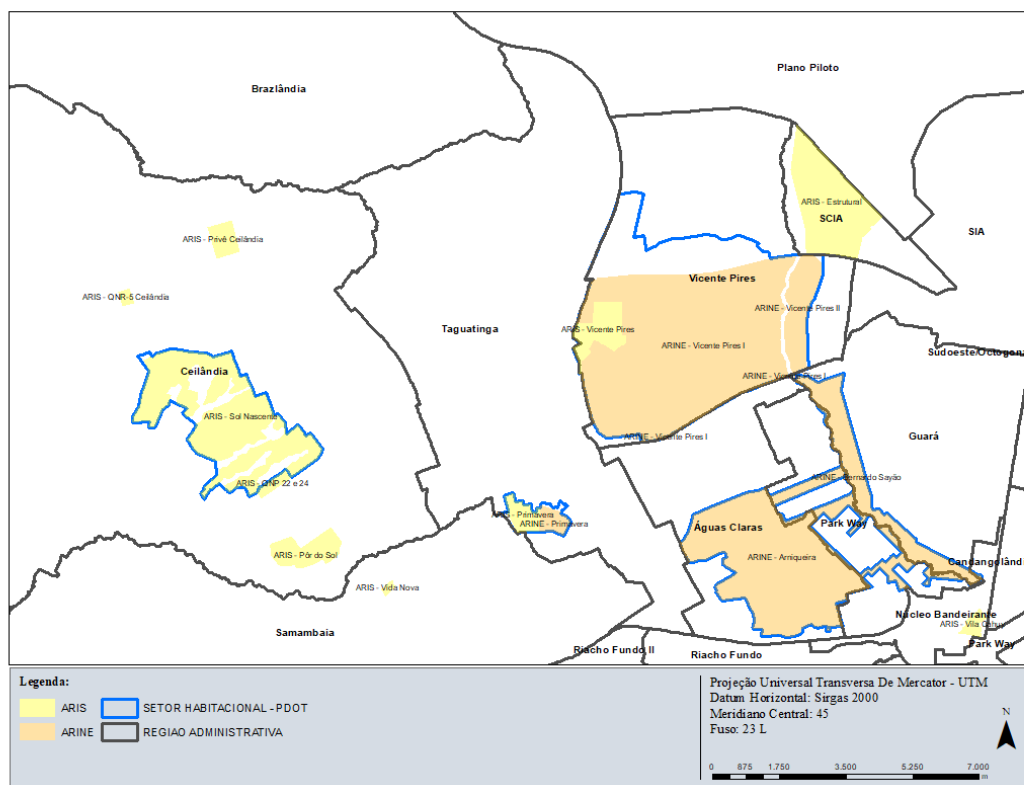 Plano Piloto
Brazlândia
ARIS - Estrutural
SCIA
SIA
ARIS - Privê Ceilândia
Vicente Pires
ARIS - QNR-5 Ceilândia
ARINE - Vicente Pires II
Taguatinga
ARIS - Vicente Pires
ARINE - Vicente Pires I
Sudoeste/Octogona
Ceilândia
ARINE - Vicente Pires I
ARIS - Sol Nascente
ARINE - Vicente Pires I
Guará
ARINE - Bernardo Sayão
ARIS - QNP 22 e 24
ARIS - Primavera
ARINE - Primavera
Águas Claras
Park Way
ARIS - Pôr do Sol
ARINE - Arniqueira
Candangolândi
ARIS - Vida Nova
Núcleo Bandeirante
ARIS - Vila Cahuy
Samambaia
Park Way
Riacho Fundo II
Riacho Fundo
Legenda:
ARIS
SETOR HABITACIONAL - PDOT
ARINE
REGIAO ADMINISTRATIVA
Projeção Universal Transversa De Mercator - UTM
Datum Horizontal: Sirgas 2000
Meridiano Central: 45
Fuso: 23 L
N
0 875 1.750 3.500 5.250 7.000
m